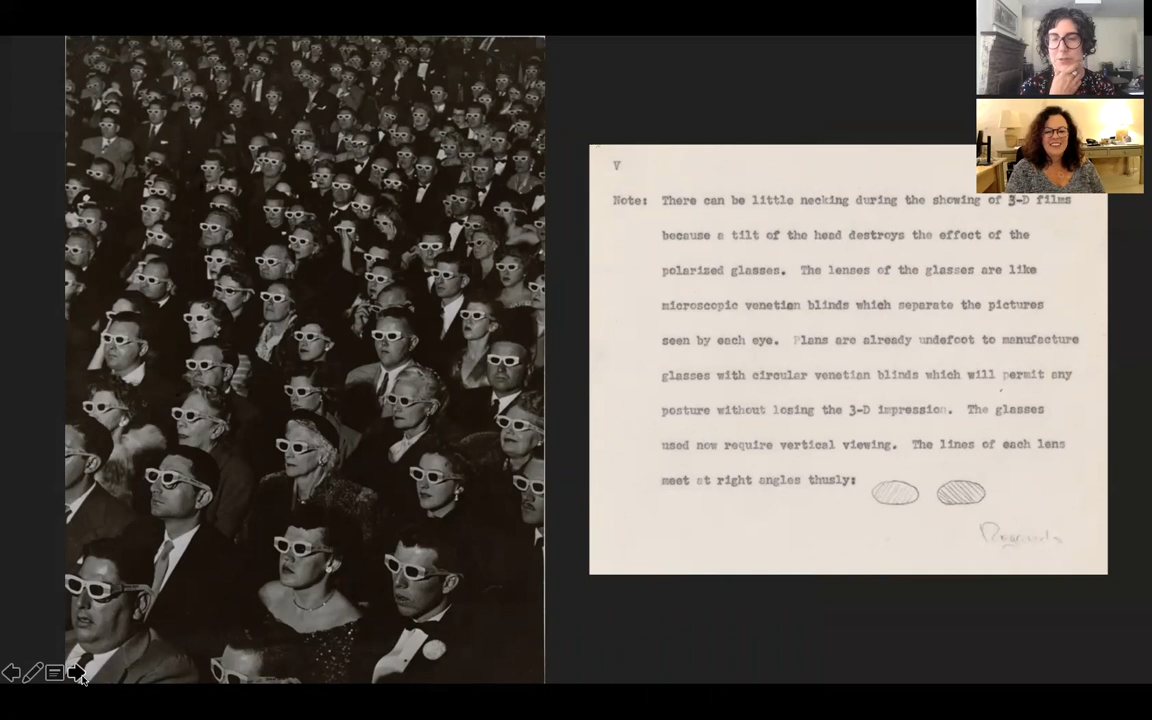 V
Note: There can be little necking during the showing of 3-D films
because a tilt of the head destroys the effect of the
polarized glasses. The lenses of the glasses are like
microscopic venetian blinds which separate the pictures
seen by each eye. Plans are already undefoot to manufacture
glasses with circular venetian blinds which will permit any
posture without losing the 3-D impression. The glasses
used now require vertical viewing. The lines of each lens
meet at right angles thusly: